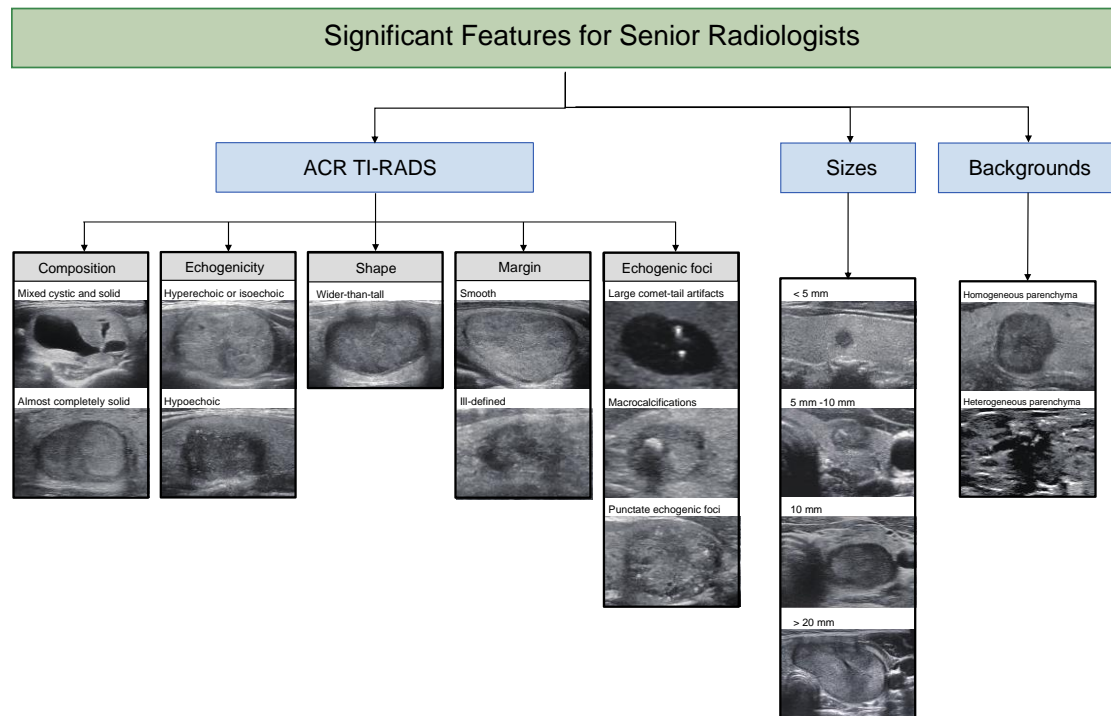 Significant Features for Senior Radiologists
ACR TI-RADS
Sizes
Backgrounds
Composition
Mixed cystic and solid
Almost completely solid
Echogenicity
Hyperechoic or isoechoic
Hypoechoic
Shape
Wider-than-tall
Margin
Smooth
Ill-defined
Echogenic foci
Large comet-tail artifacts
Macrocalcifications
Punctate echogenic foci
< 5 mm
5 mm -10 mm
10 mm
> 20 mm
Homogeneous parenchyma
Heterogeneous parenchyma